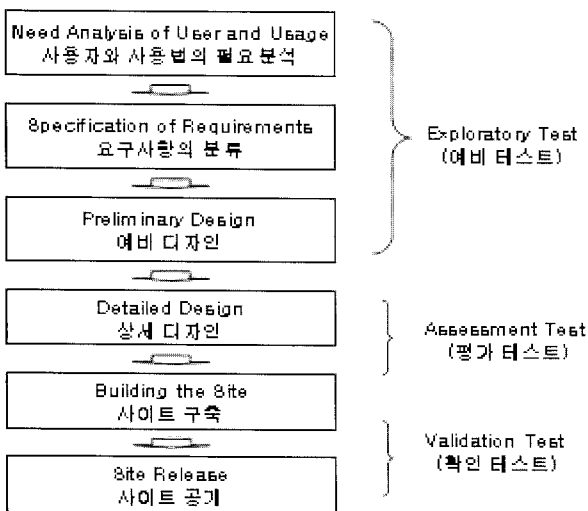 Need Analysis of User and Usage
사용자와 사용법의 필요분석
Specification of Requirements
요구사항의 분류
Preliminary Design
예비 디자인
Exploratory Test
(예비 테스트)
Detailed Design
상세 디자인
Building the Site
사이트 구축
Assessment Test
(평가 테스트)
Site Release
사이트 공개
Validation Test
(확인 테스트)